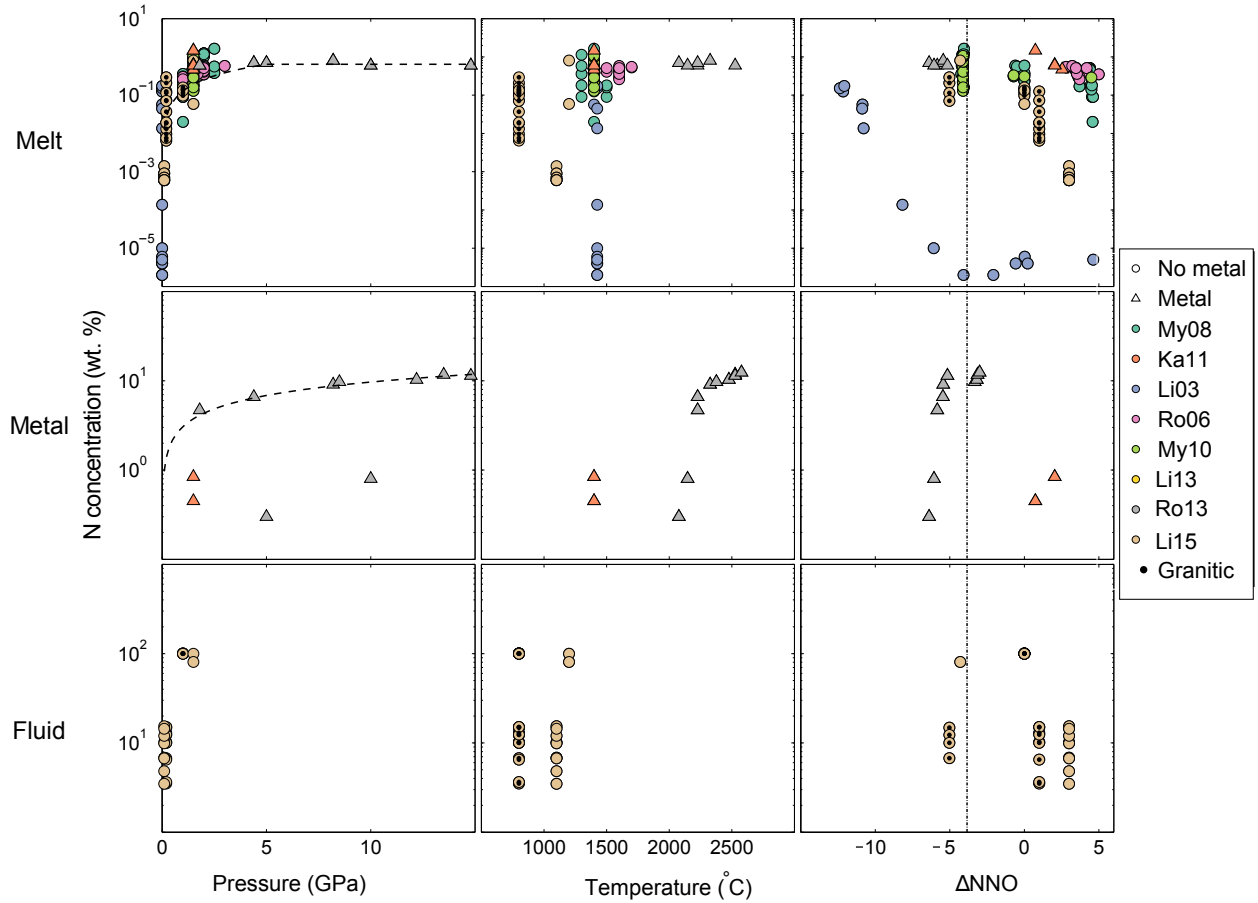 Melt
Metal
Fluid
N concentration (wt. %)
10^1
10^-1
10^-3
10^-5
10^1
10^0
10^2
10^1
0 5 10
Pressure (GPa)
1000 1500 2000 2500
Temperature (°C)
−10 −5 0 5
ΔNNO
No metal
Metal
My08
Ka11
Li03
Ro06
My10
Li13
Ro13
Li15
Granitic